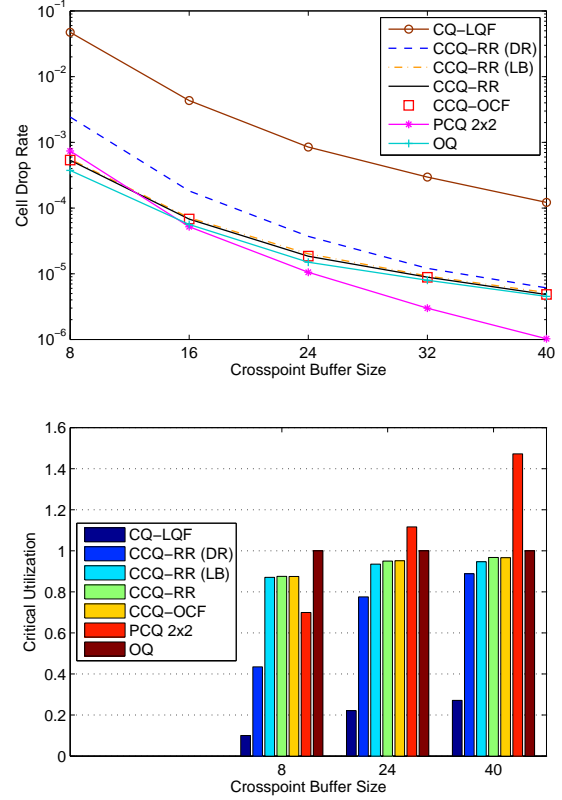 10⁻¹
10⁻²
10⁻³
10⁻⁴
10⁻⁵
10⁻⁶
Cell Drop Rate
CQ−LQF
CCQ−RR (DR)
CCQ−RR (LB)
CCQ−RR
CCQ−OCF
PCQ 2x2
OQ
8 16 24 32 40
Crosspoint Buffer Size
1.6
1.4
1.2
1
0.8
0.6
0.4
0.2
0
Critical Utilization
CQ−LQF
CCQ−RR (DR)
CCQ−RR (LB)
CCQ−RR
CCQ−OCF
PCQ 2x2
OQ
8 24 40
Crosspoint Buffer Size